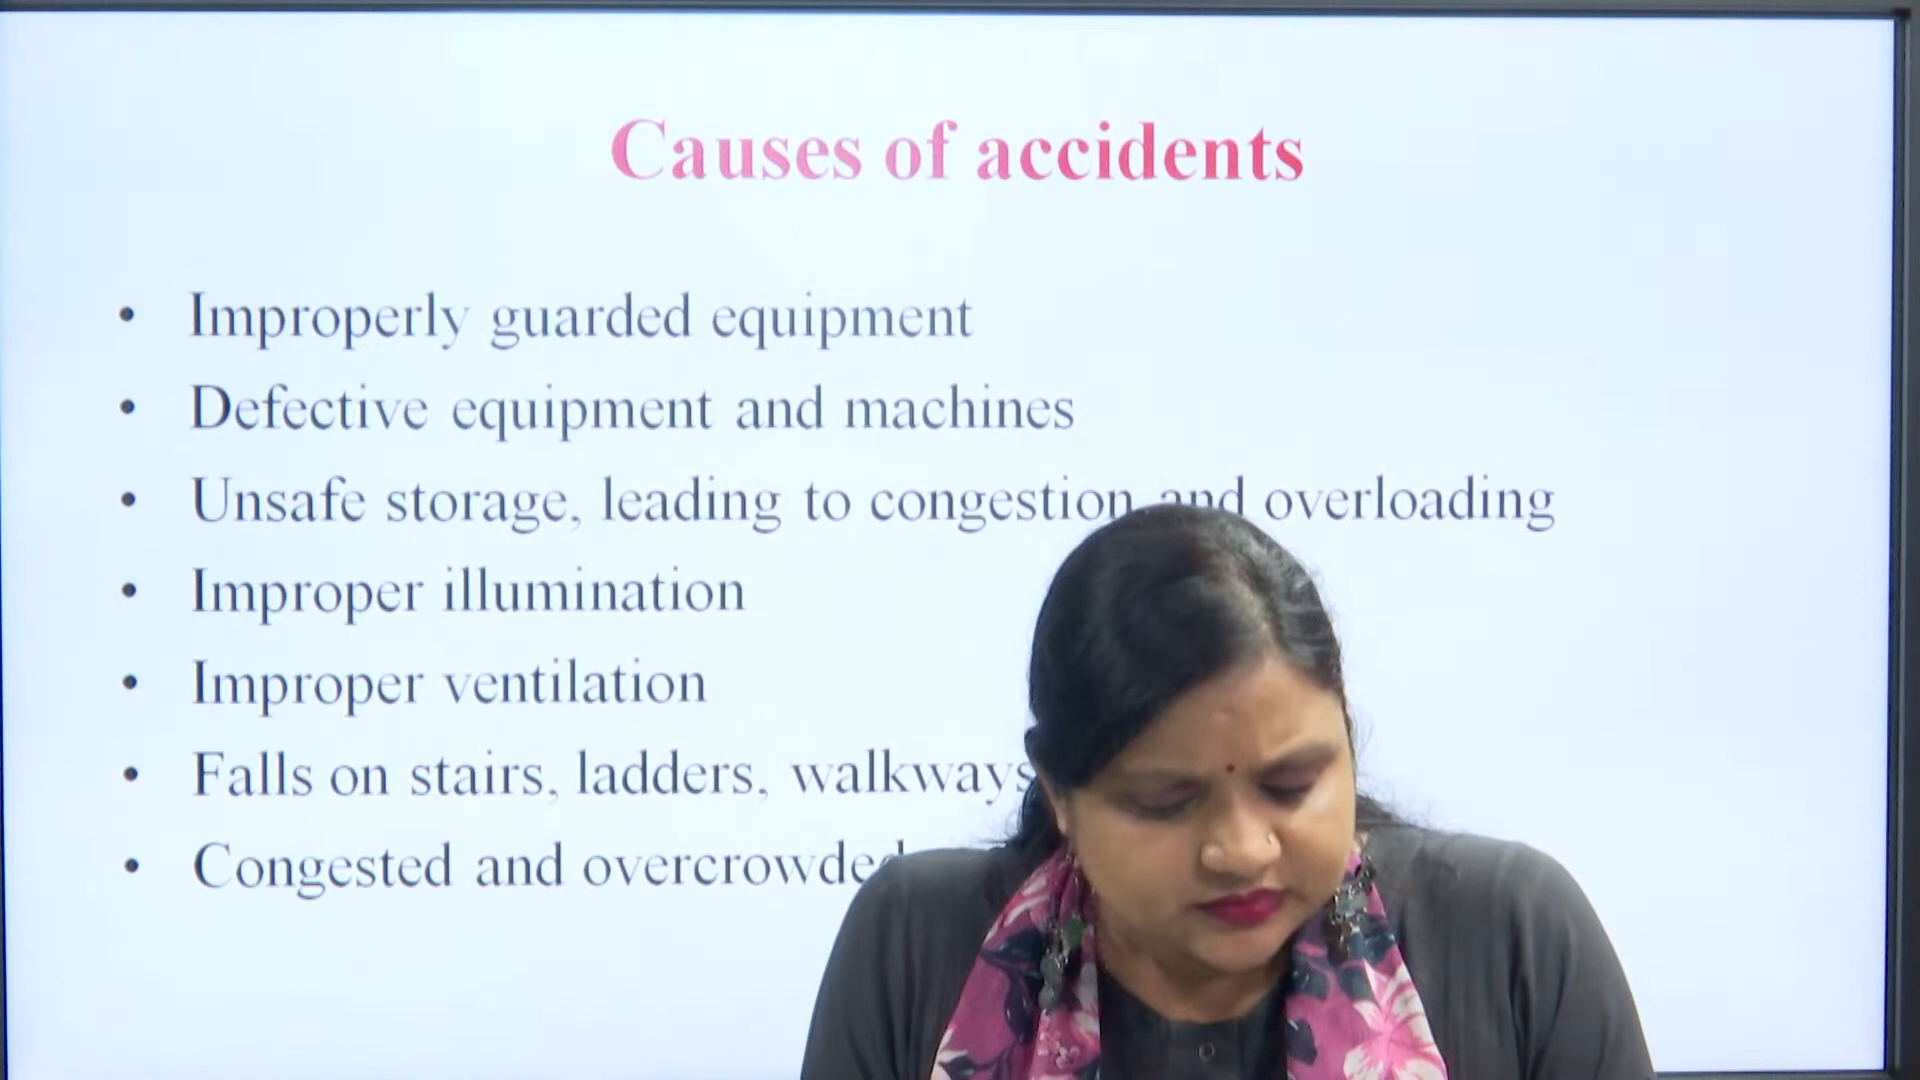 Causes of accidents
• Improperly guarded equipment
• Defective equipment and machines
• Unsafe storage, leading to congestion and overloading
• Improper illumination
• Improper ventilation
• Falls on stairs, ladders, walkways
• Congested and